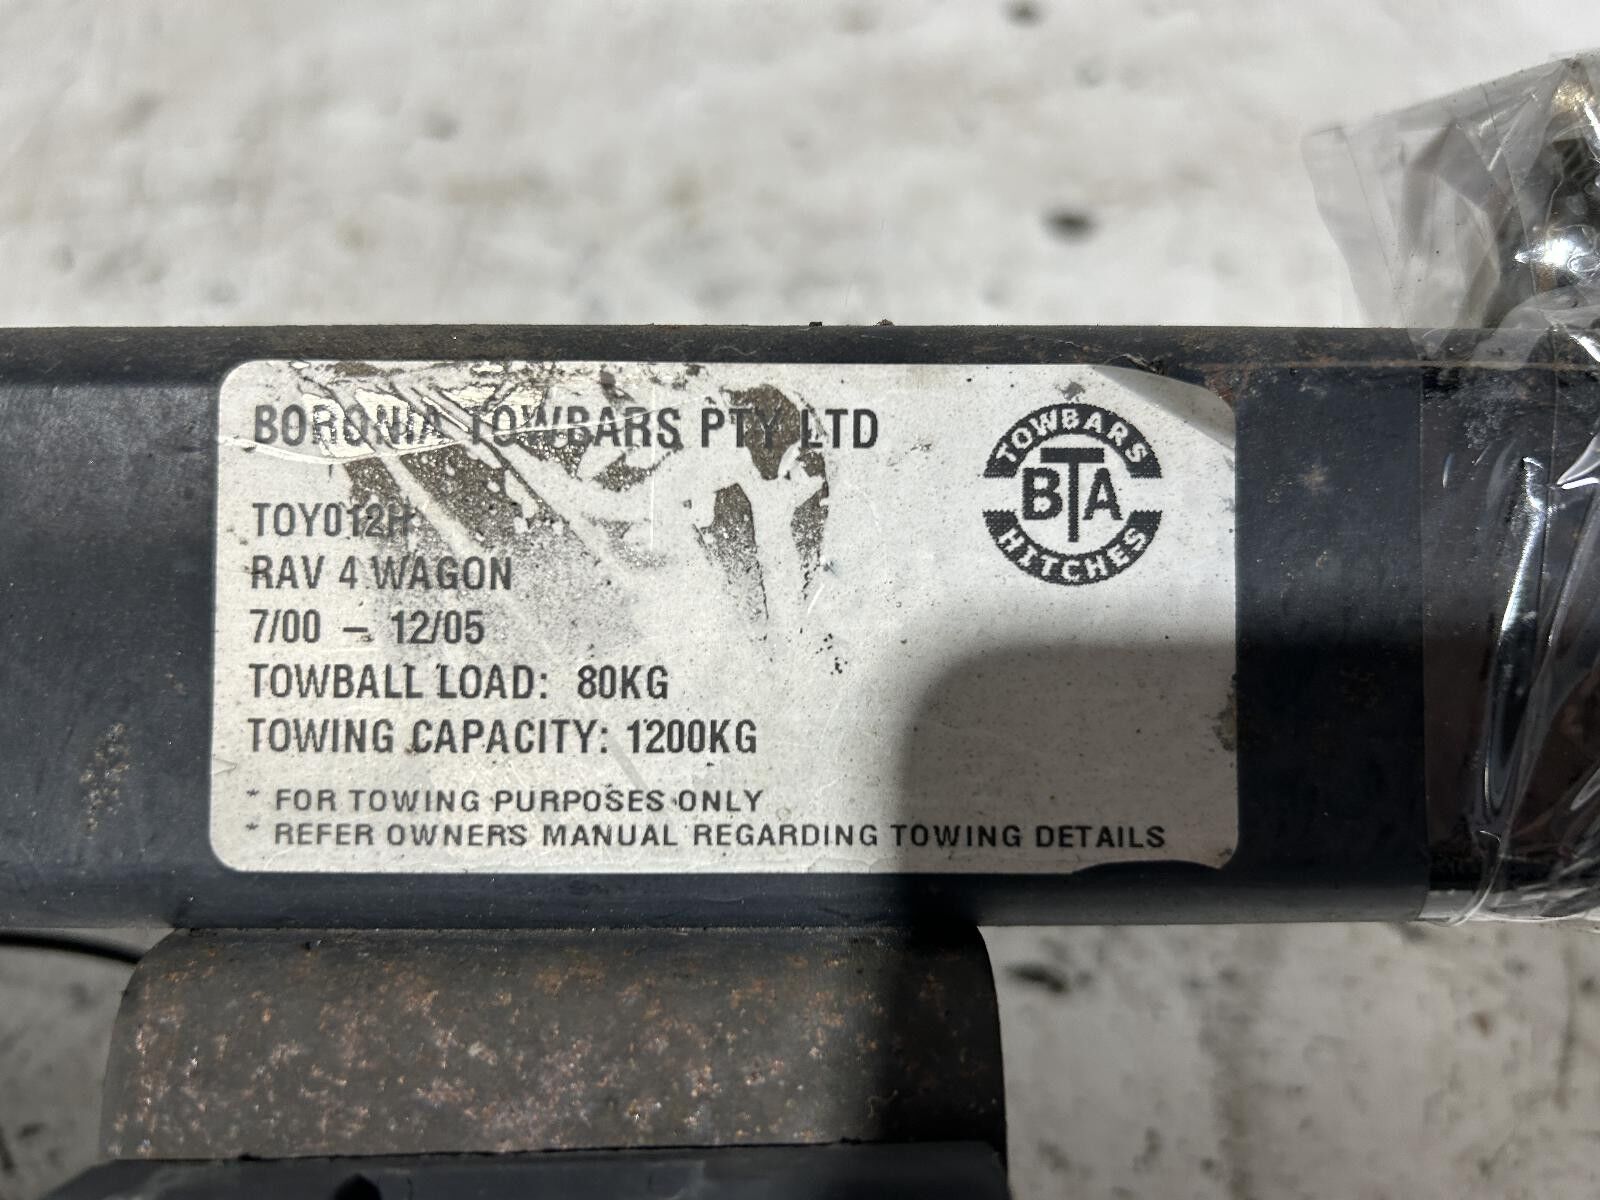 BORONIA TOWBARS PTY LTD
TOWBARS
BTA
HITCHES
TOY012H
RAV 4 WAGON
7/00 – 12/05
TOWBALL LOAD: 80KG
TOWING CAPACITY: 1200KG
* FOR TOWING PURPOSES ONLY
* REFER OWNERS MANUAL REGARDING TOWING DETAILS